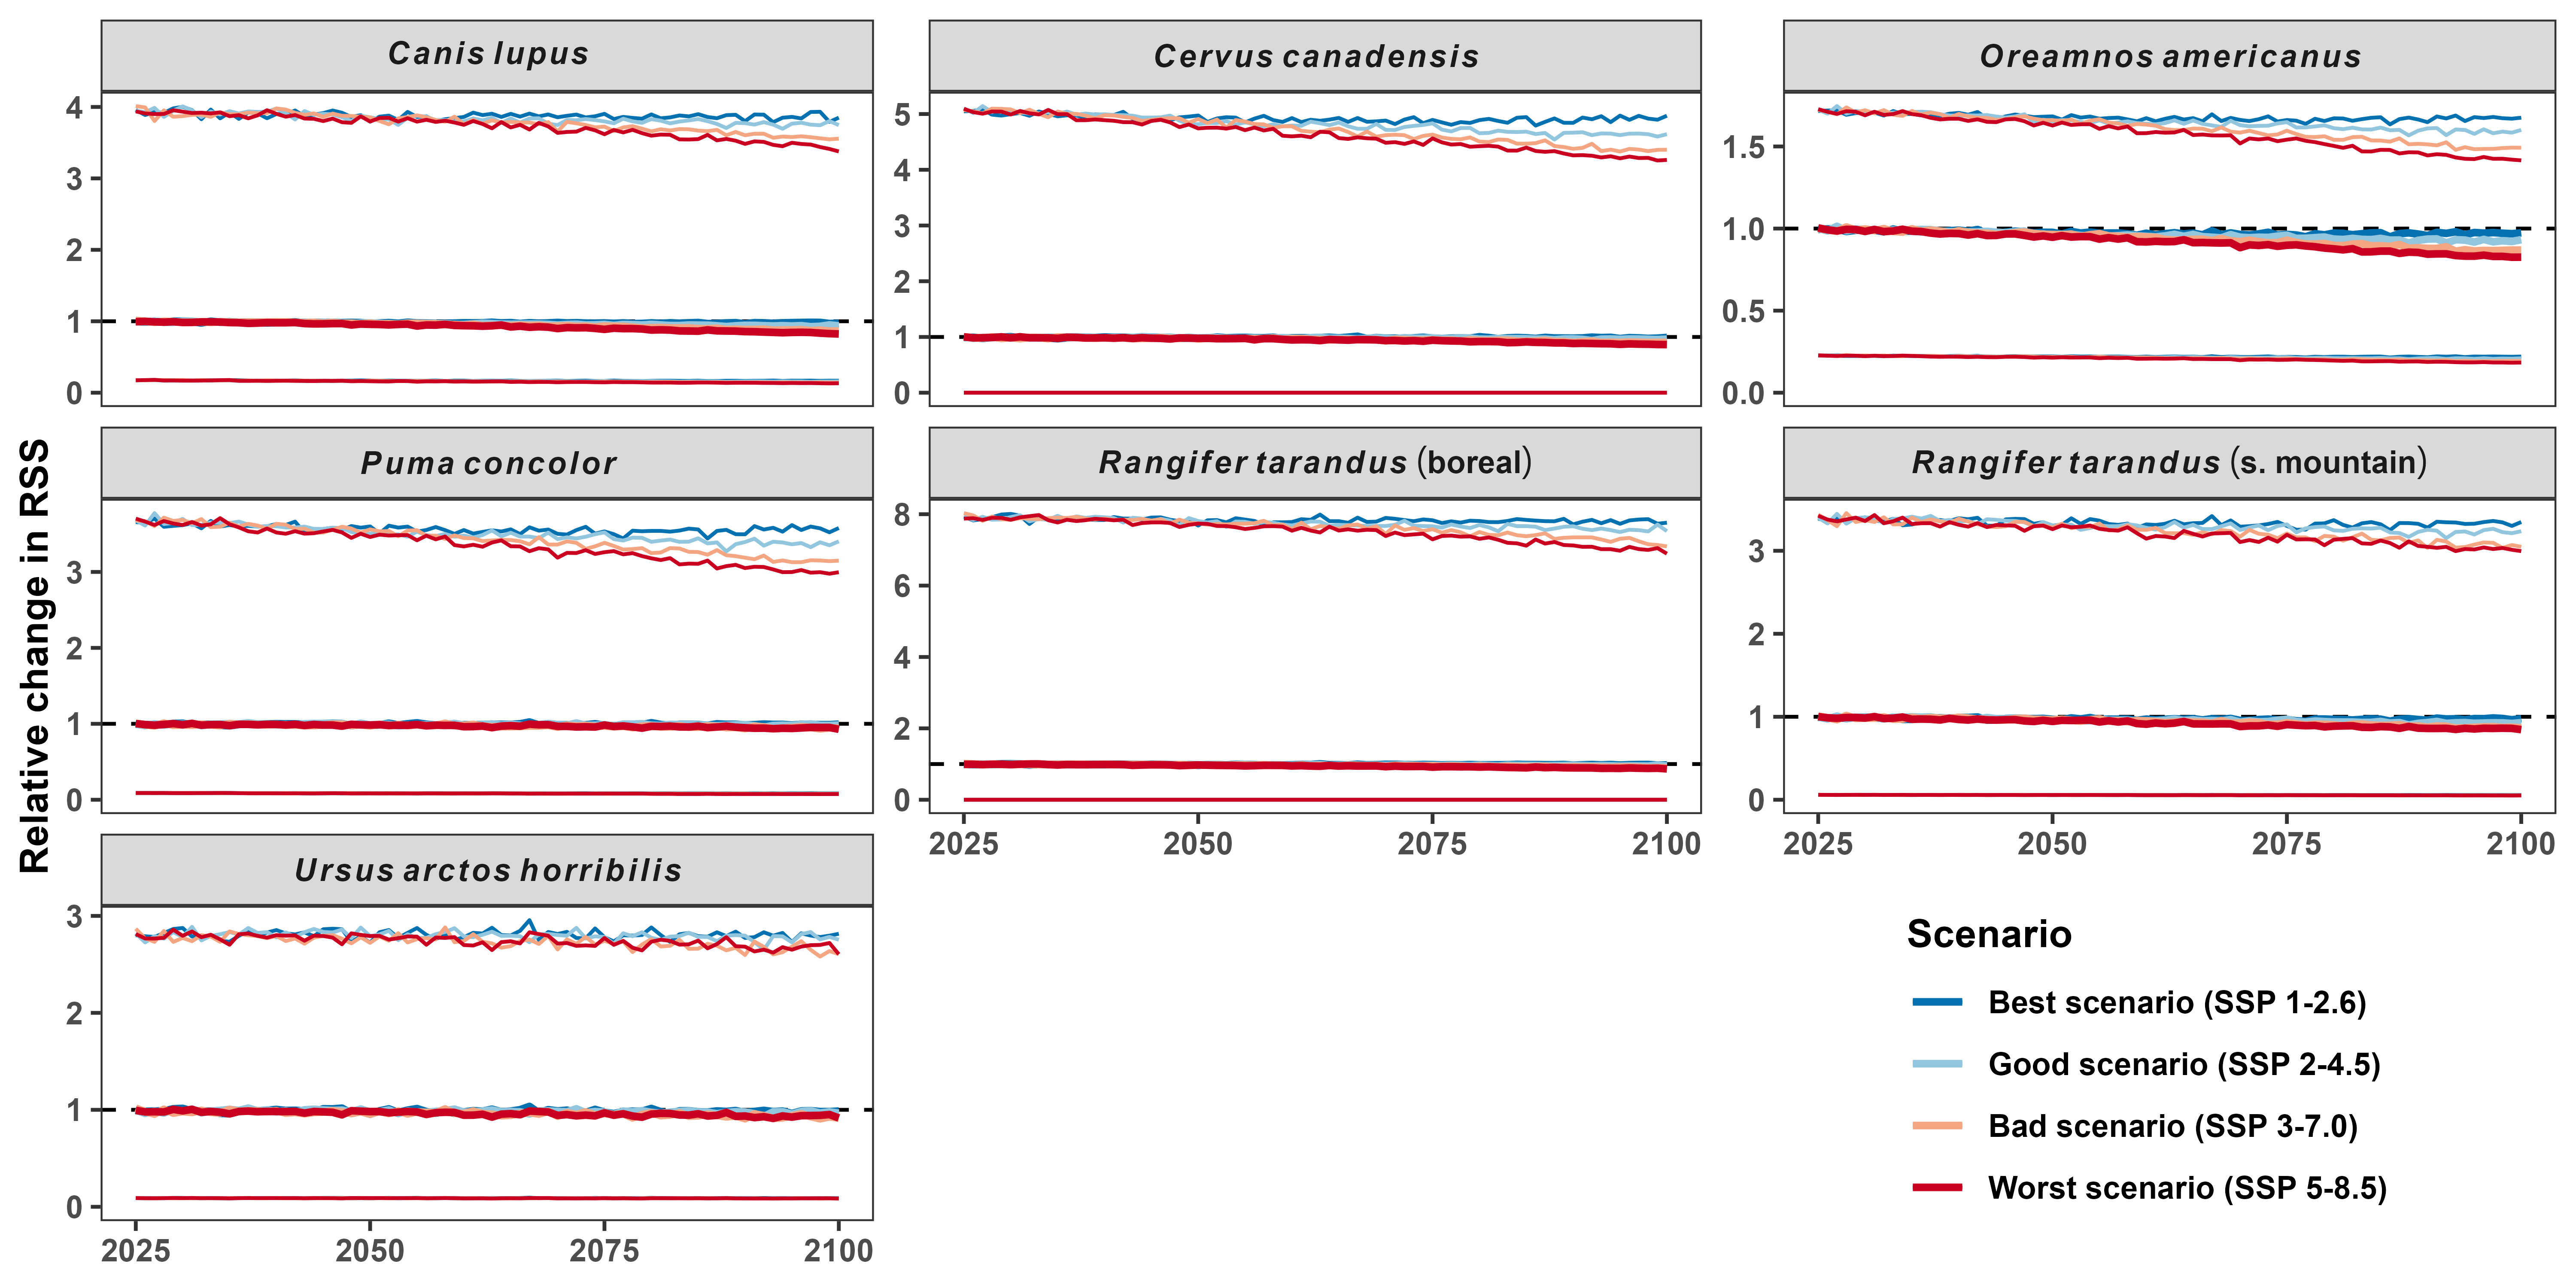 Canis lupus
Cervus canadensis
Oreamnos americanus
4
3
2
1
0
5
4
3
2
1
0
1.5
1.0
0.5
0.0
Relative change in RSS
Puma concolor
Rangifer tarandus (boreal)
Rangifer tarandus (s. mountain)
3
2
1
0
8
6
4
2
0
3
2
1
0
2025 2050 2075 2100
2025 2050 2075 2100
Ursus arctos horribilis
3
2
1
0
2025 2050 2075 2100
Scenario
Best scenario (SSP 1-2.6)
Good scenario (SSP 2-4.5)
Bad scenario (SSP 3-7.0)
Worst scenario (SSP 5-8.5)